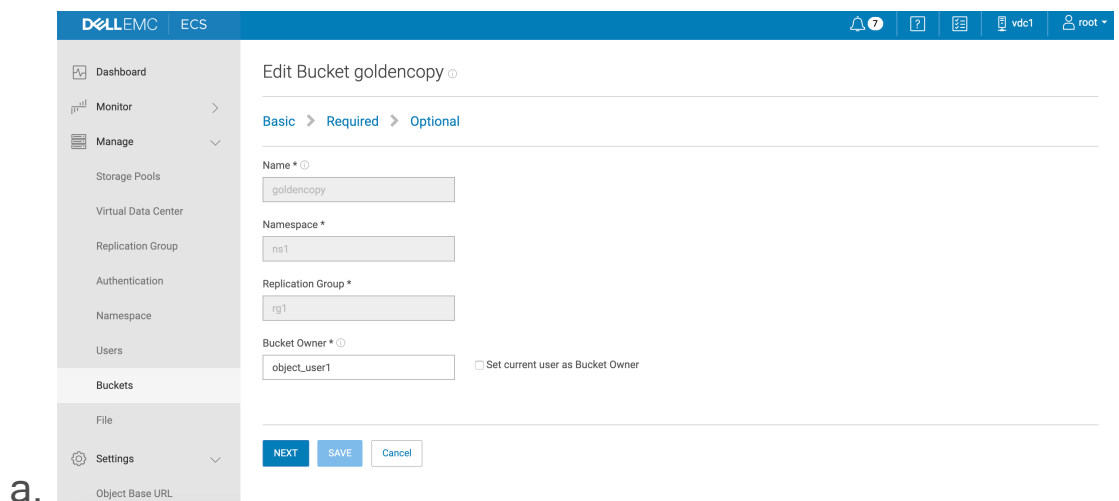 DELLEMC ECS
7 ? vdc1 root
Dashboard
Monitor
Manage
Storage Pools
Virtual Data Center
Replication Group
Authentication
Namespace
Users
Buckets
File
Settings
Object Base URL
Edit Bucket goldencopy
Basic Required Optional
Name *
goldencopy
Namespace *
ns1
Replication Group *
rg1
Bucket Owner *
object_user1 Set current user as Bucket Owner
NEXT SAVE Cancel
a.